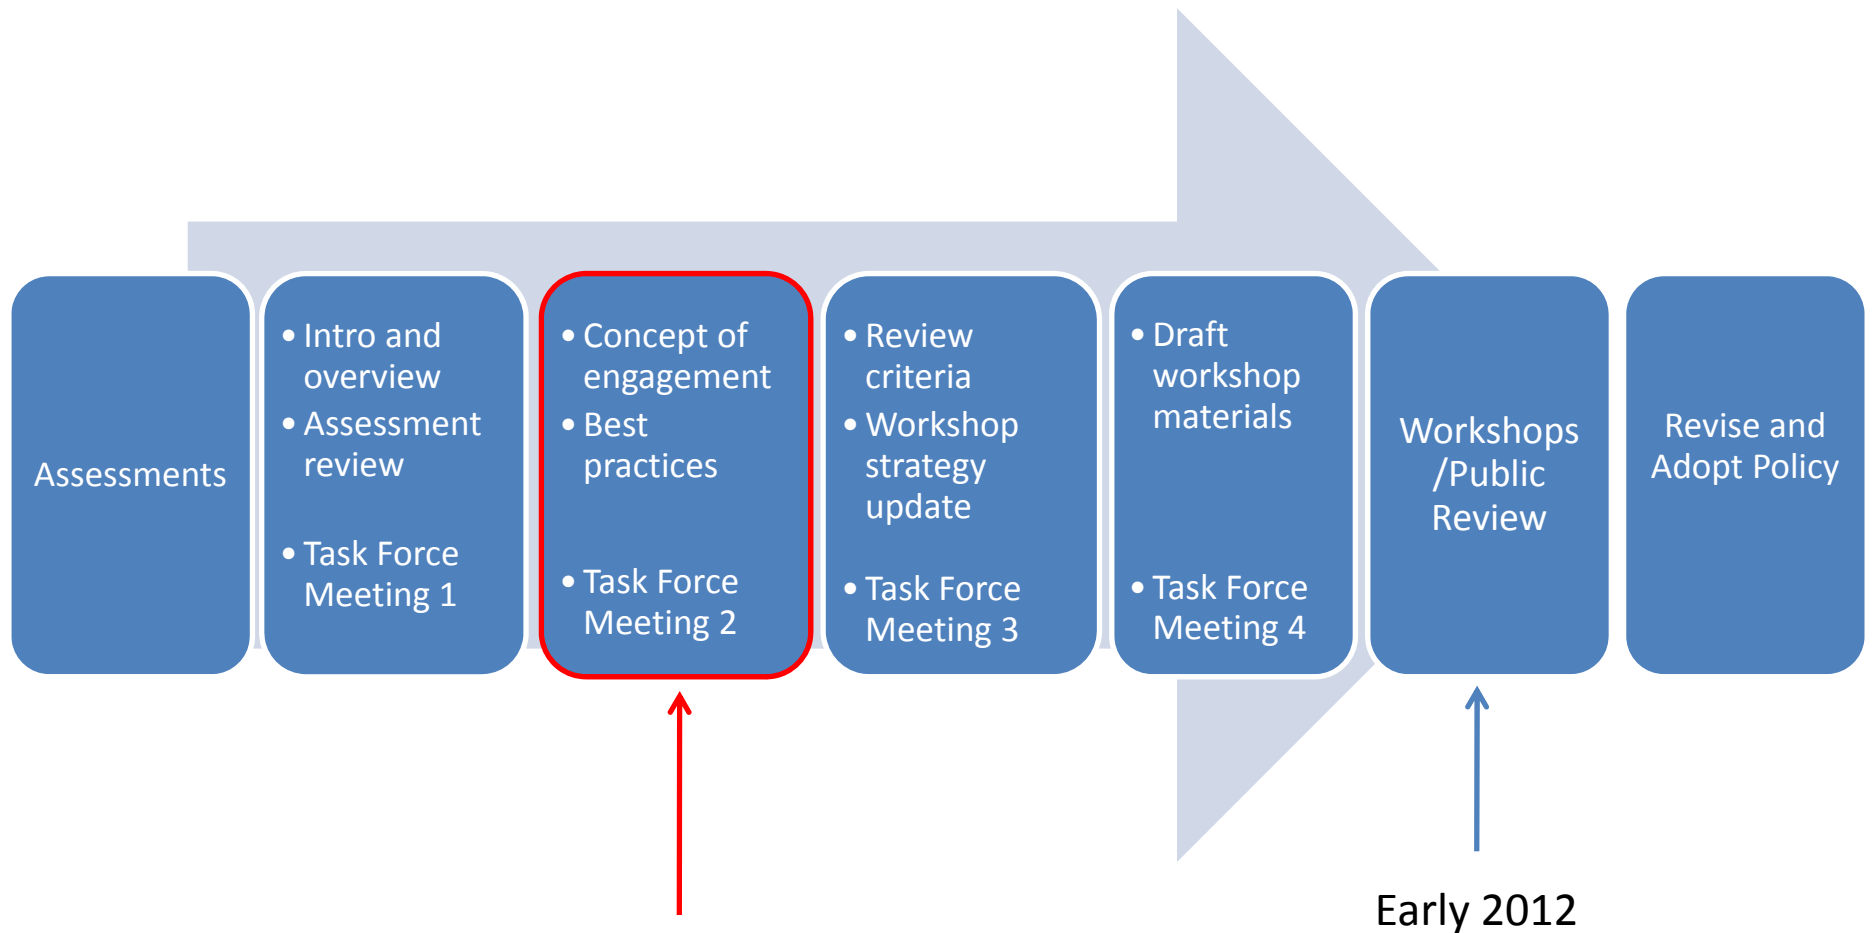 Assessments
• Intro and
overview
• Assessment
review
• Task Force
Meeting 1
• Concept of
engagement
• Best
practices
• Task Force
Meeting 2
• Review
criteria
• Workshop
strategy
update
• Task Force
Meeting 3
• Draft
workshop
materials
• Task Force
Meeting 4
Workshops
/Public
Review
Revise and
Adopt Policy
Early 2012